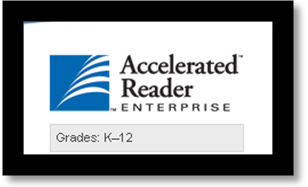 Accelerated™
Reader
™ ENTERPRISE
Grades: K–12